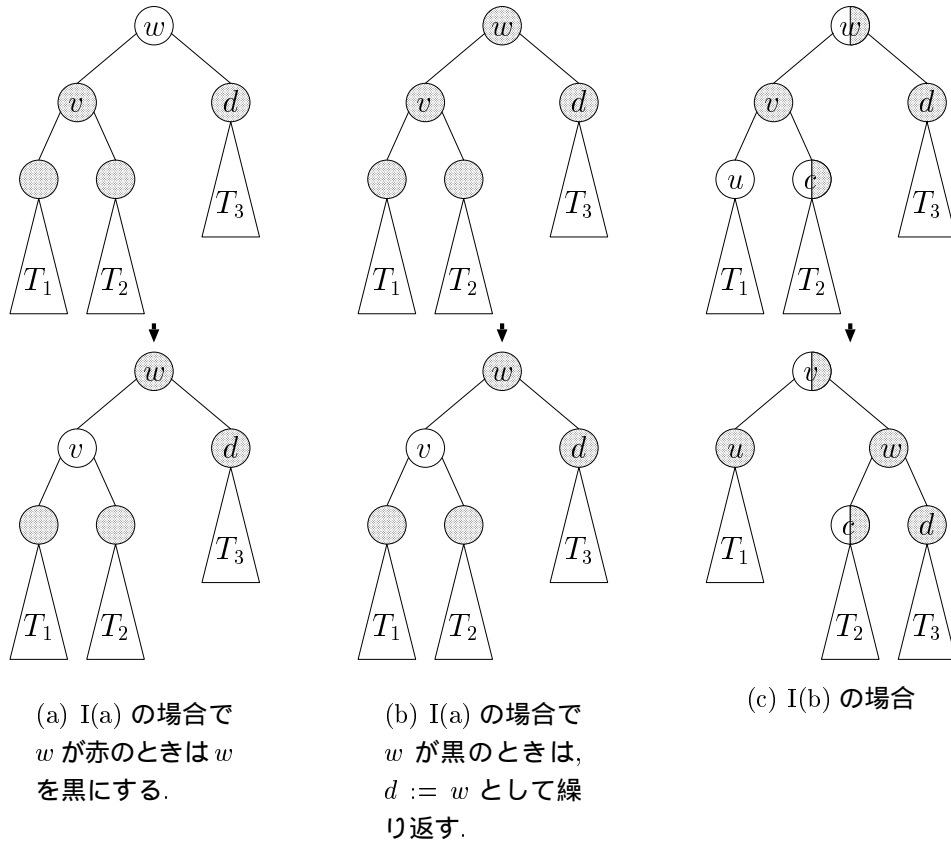 w
w
w
v
d
v
d
v
d
u
c
T3
T3
T3
T1
T2
T1
T2
T1
T2
w
w
v
v
d
v
d
u
w
c
d
T3
T3
T1
T1
T2
T1
T2
T2
T3
(a) I(a) の場合で
w が赤のときは w
を黒にする.
(b) I(a) の場合で
w が黒のときは,
d := w として繰
り返す.
(c) I(b) の場合